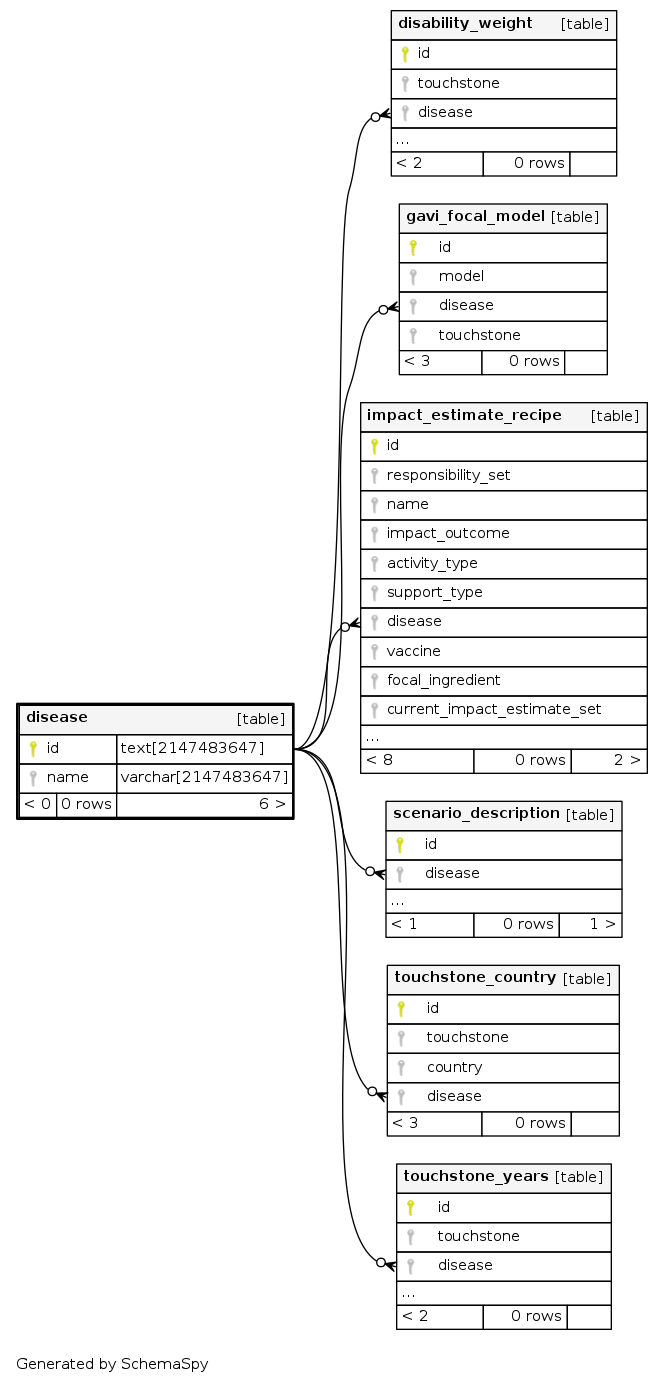 disability_weight [table]
id
touchstone
disease
...
< 2 0 rows
gavi_focal_model [table]
id
model
disease
touchstone
< 3 0 rows
impact_estimate_recipe [table]
id
responsibility_set
name
impact_outcome
activity_type
support_type
disease
vaccine
focal_ingredient
current_impact_estimate_set
...
< 8 0 rows 2 >
disease [table]
id text[2147483647]
name varchar[2147483647]
< 0 0 rows 6 >
scenario_description [table]
id
disease
...
< 1 0 rows 1 >
touchstone_country [table]
id
touchstone
country
disease
< 3 0 rows
touchstone_years [table]
id
touchstone
disease
...
< 2 0 rows
Generated by SchemaSpy